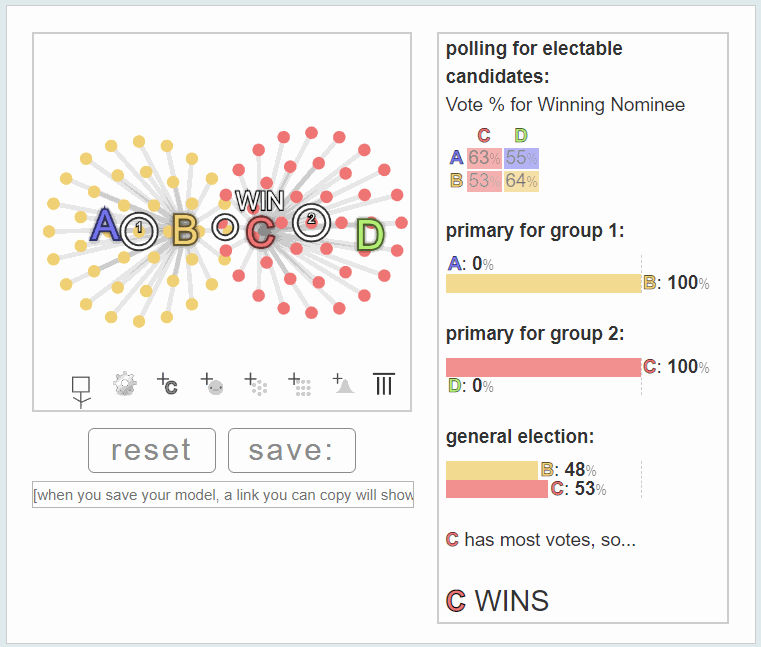 polling for electable
candidates:
Vote % for Winning Nominee
C D
A 63% 55%
B 53% 64%
primary for group 1:
A: 0%
B: 100%
primary for group 2:
C: 100%
D: 0%
general election:
B: 48%
C: 53%
C has most votes, so...
C WINS
WIN
A 1 B C 2 D
+C + + + +
reset save:
[when you save your model, a link you can copy will show